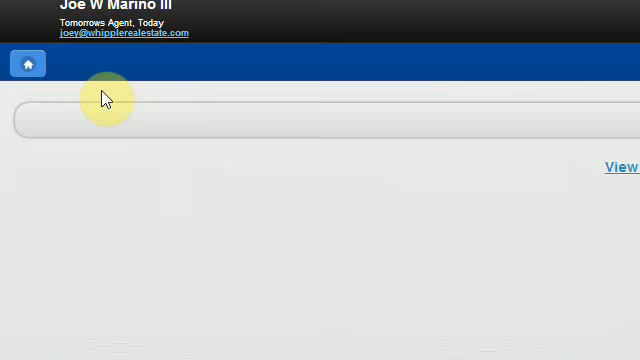 Joe W Marino III
Tomorrows Agent, Today
joey@whipplerealestate.com
View